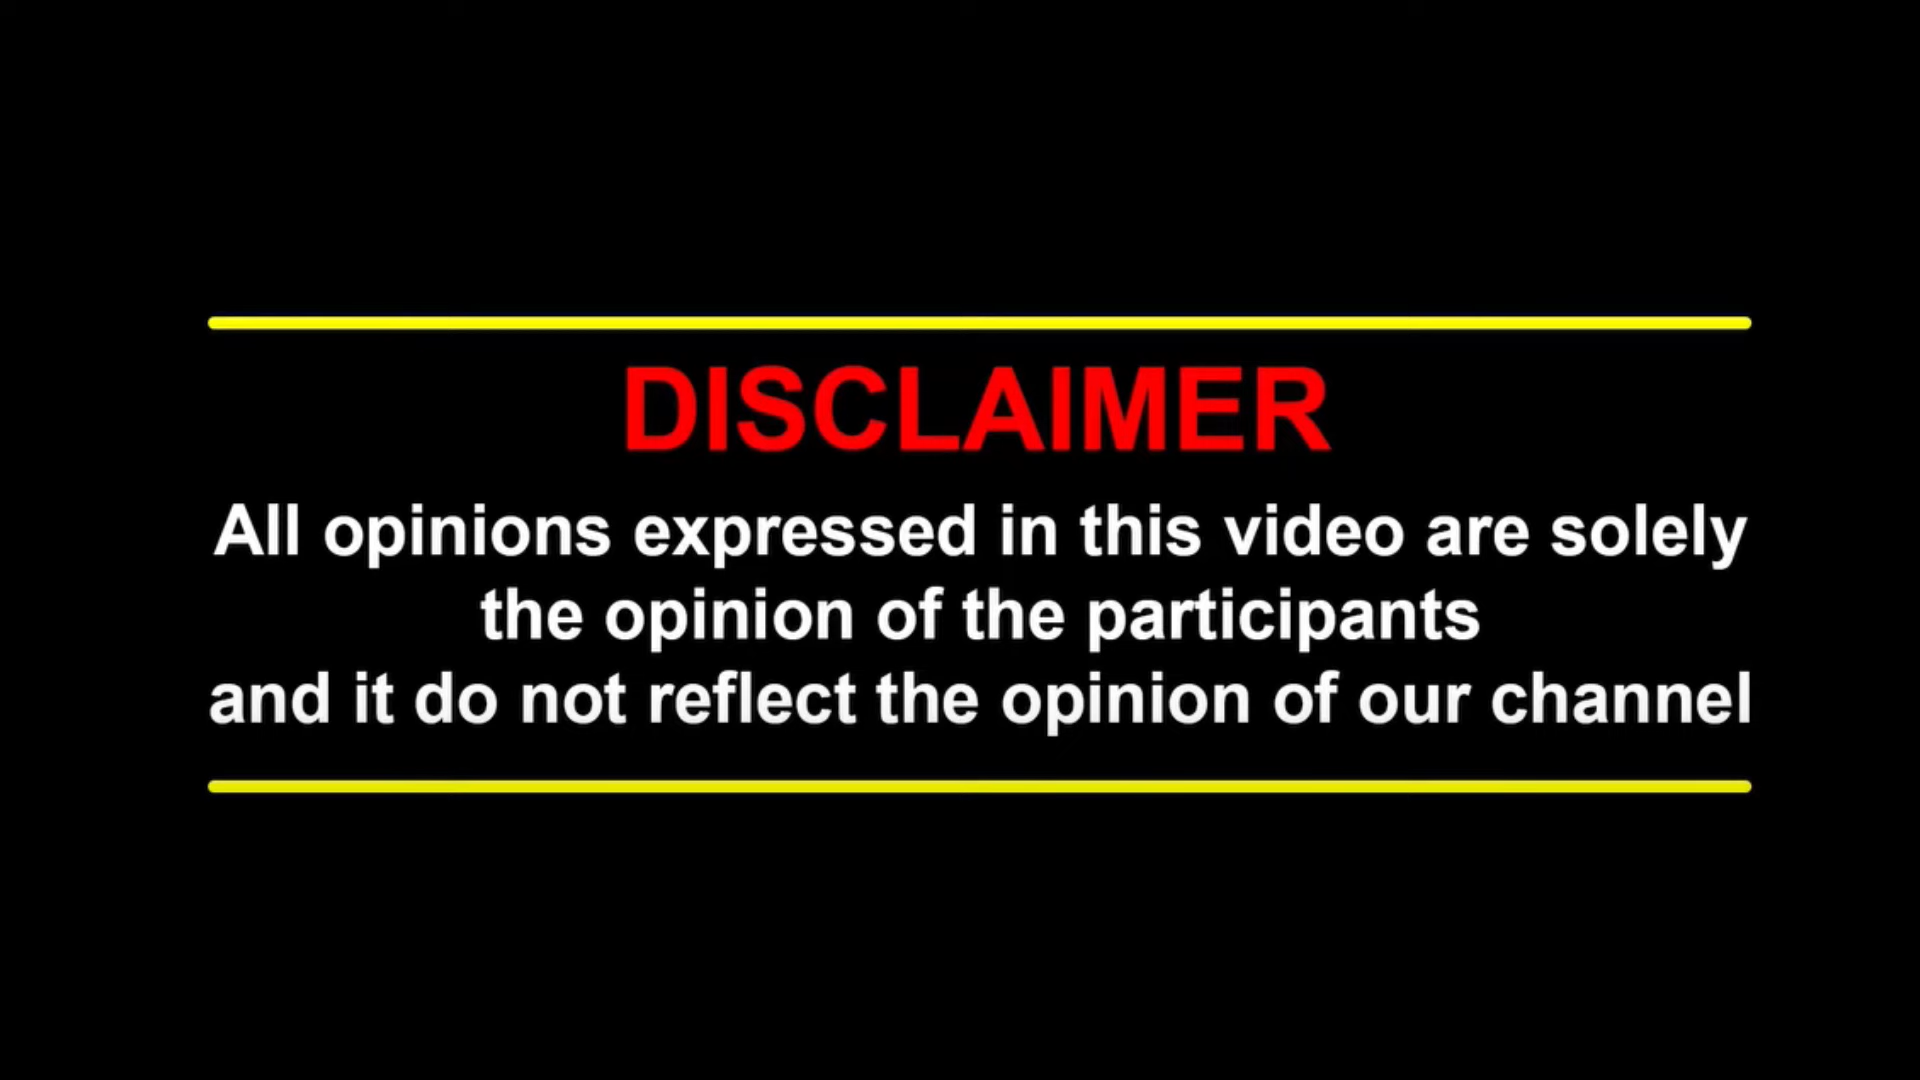 DISCLAIMER
All opinions expressed in this video are solely
the opinion of the participants
and it do not reflect the opinion of our channel